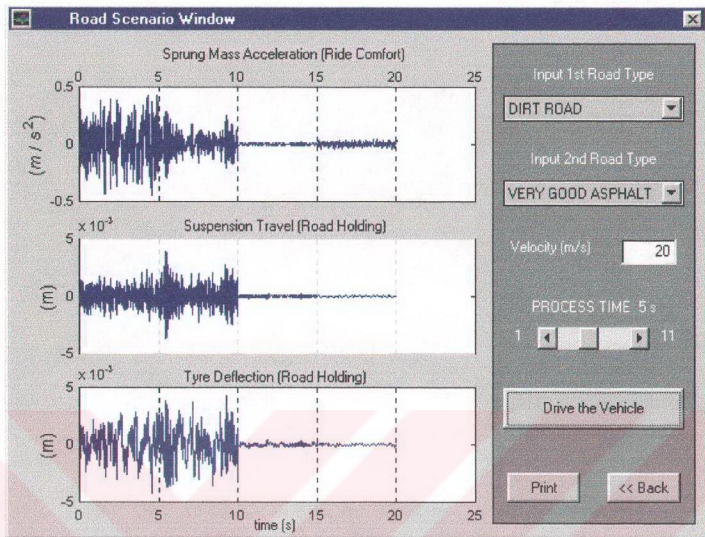 Road Scenario Window
Sprung Mass Acceleration (Ride Comfort)
0 5 10 15 20 25
0.5
0
-0.5
(m / s²)
x 10⁻³
Suspension Travel (Road Holding)
5
0
-5
(m)
x 10⁻³
Tyre Deflection (Road Holding)
5
0
-5
(m)
0 5 10 15 20 25
time (s)
Input 1st Road Type
DIRT ROAD
Input 2nd Road Type
VERY GOOD ASPHALT
Velocity (m/s) 20
PROCESS TIME 5 s
1 11
Drive the Vehicle
Print << Back